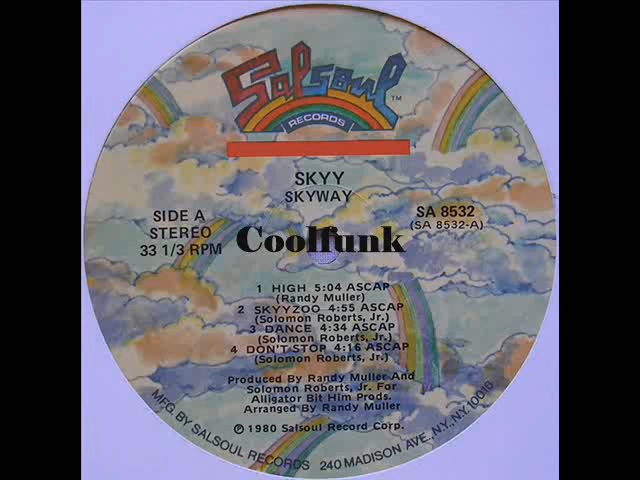 Salsoul™
RECORDS
SKYY
SKYWAY
SIDE A
STEREO
33 1/3 RPM
SA 8532
(SA 8532-A)
Coolfunk
1 HIGH 5:04 ASCAP
(Randy Muller)
2 SKYYZOO 4:55 ASCAP
(Solomon Roberts, Jr.)
3 DANCE 4:34 ASCAP
(Solomon Roberts, Jr.)
4 DON'T STOP 4:16 ASCAP
(Solomon Roberts, Jr.)
Produced By Randy Muller And
Solomon Roberts, Jr. For
Alligator Bit Him Prods.
Arranged By Randy Muller
℗ 1980 Salsoul Record Corp.
MFG. BY SALSOUL RECORDS 240 MADISON AVE., N.Y., N.Y. 10016